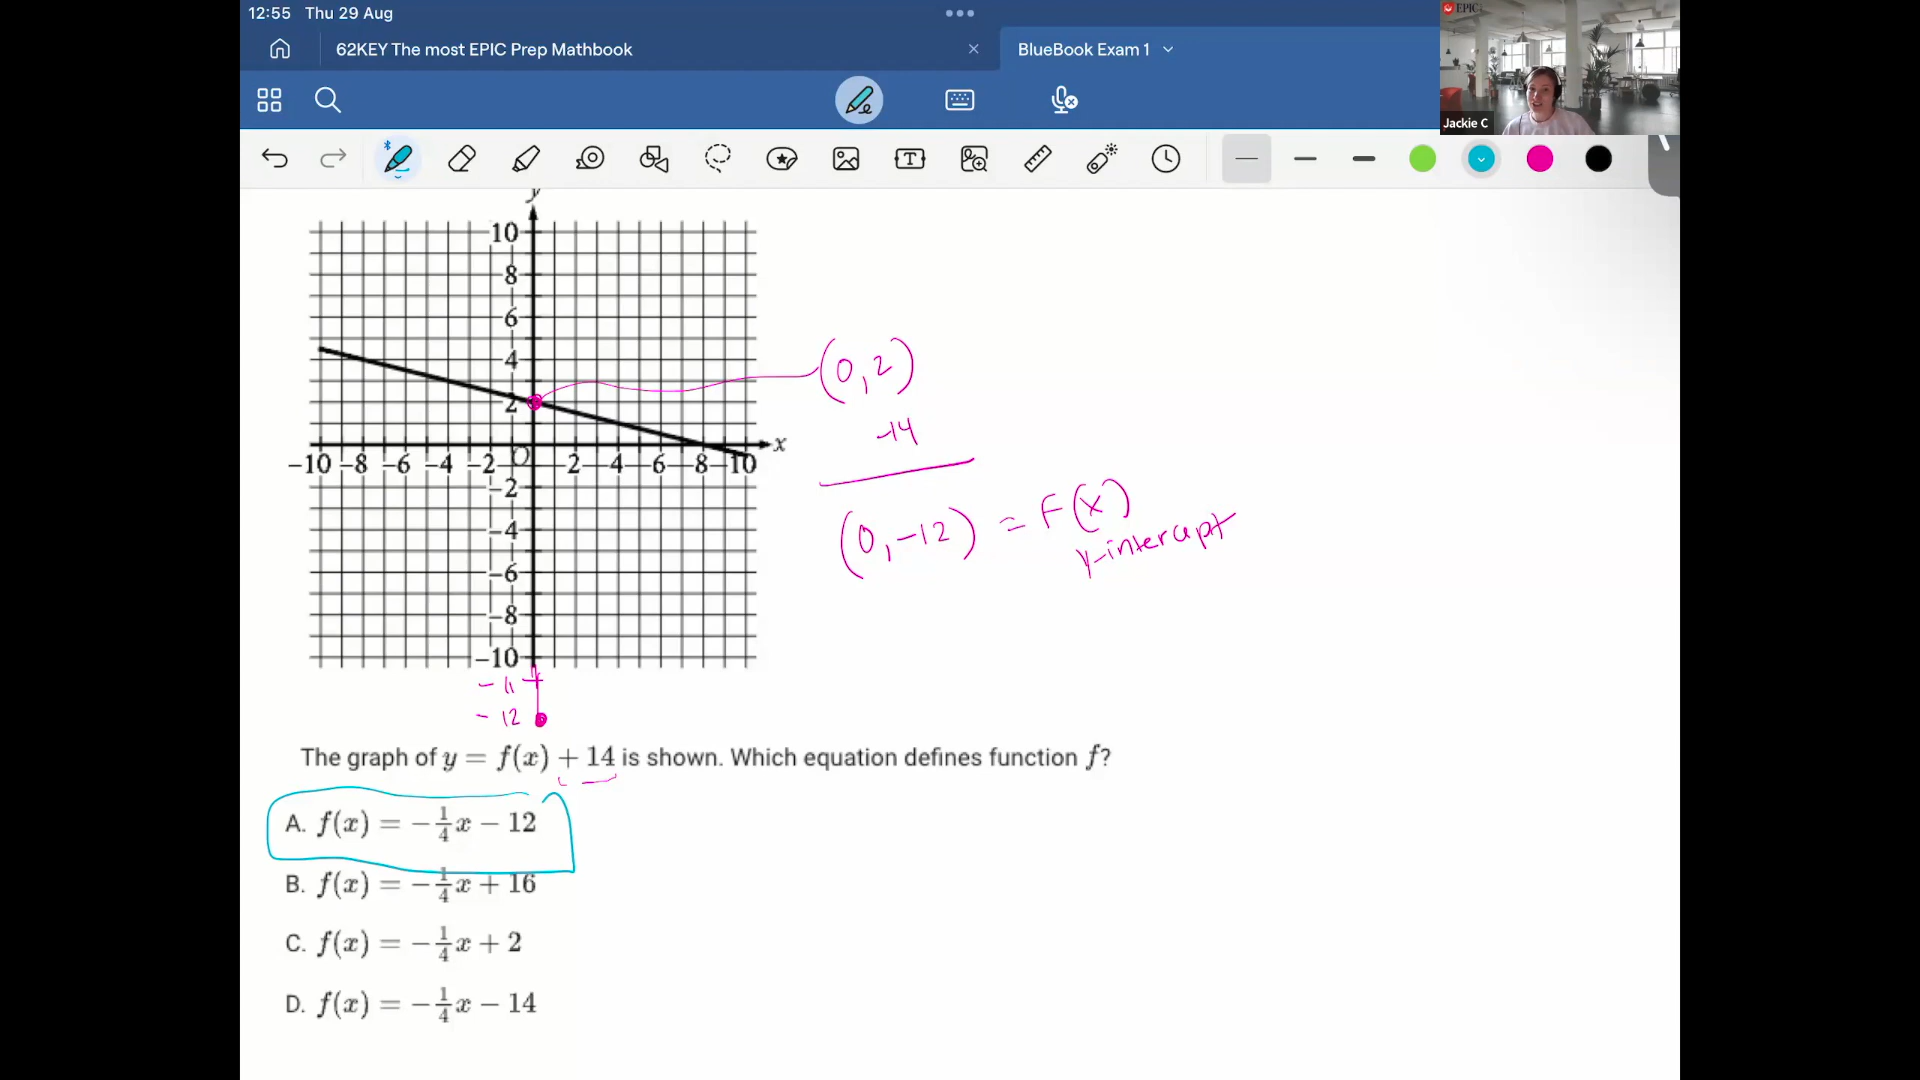 12:55 Thu 29 Aug
EPIC
62KEY The most EPIC Prep Mathbook
BlueBook Exam 1
Jackie C
y
10
8
6
4
2
x
-10 -8 -6 -4 -2 O 2 4 6 8 10
-2
-4
-6
-8
-10
(0,2)
-14
(0,-12) = F(x)
y-intercept
- 11
- 12
The graph of y = f(x) + 14 is shown. Which equation defines function f?
A. f(x) = -1/4x - 12
B. f(x) = -1/4x + 16
C. f(x) = -1/4x + 2
D. f(x) = -1/4x - 14